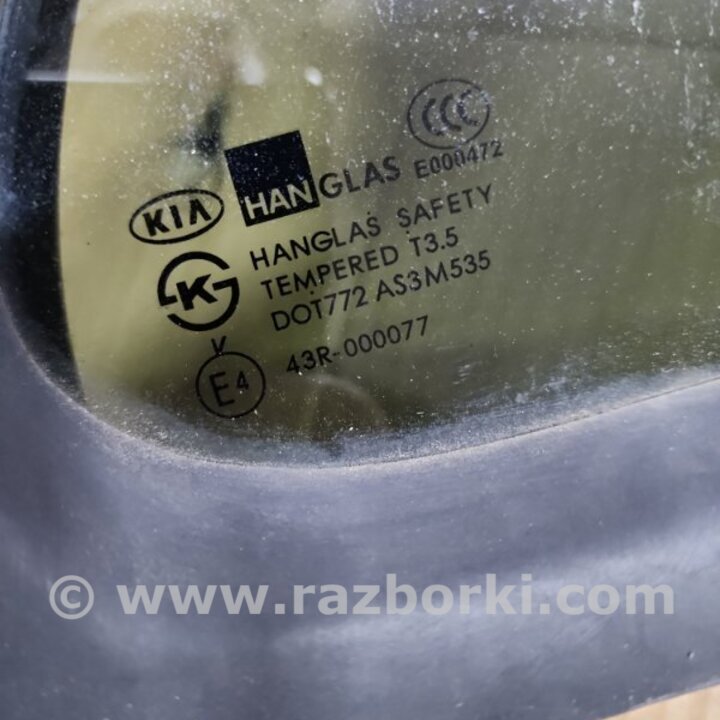 CCC
E000472
HANGLAS
KIA
HANGLAS SAFETY
TEMPERED T3.5
DOT772 AS3M535
K
V
E4
43R-000077
© www.razborki.com